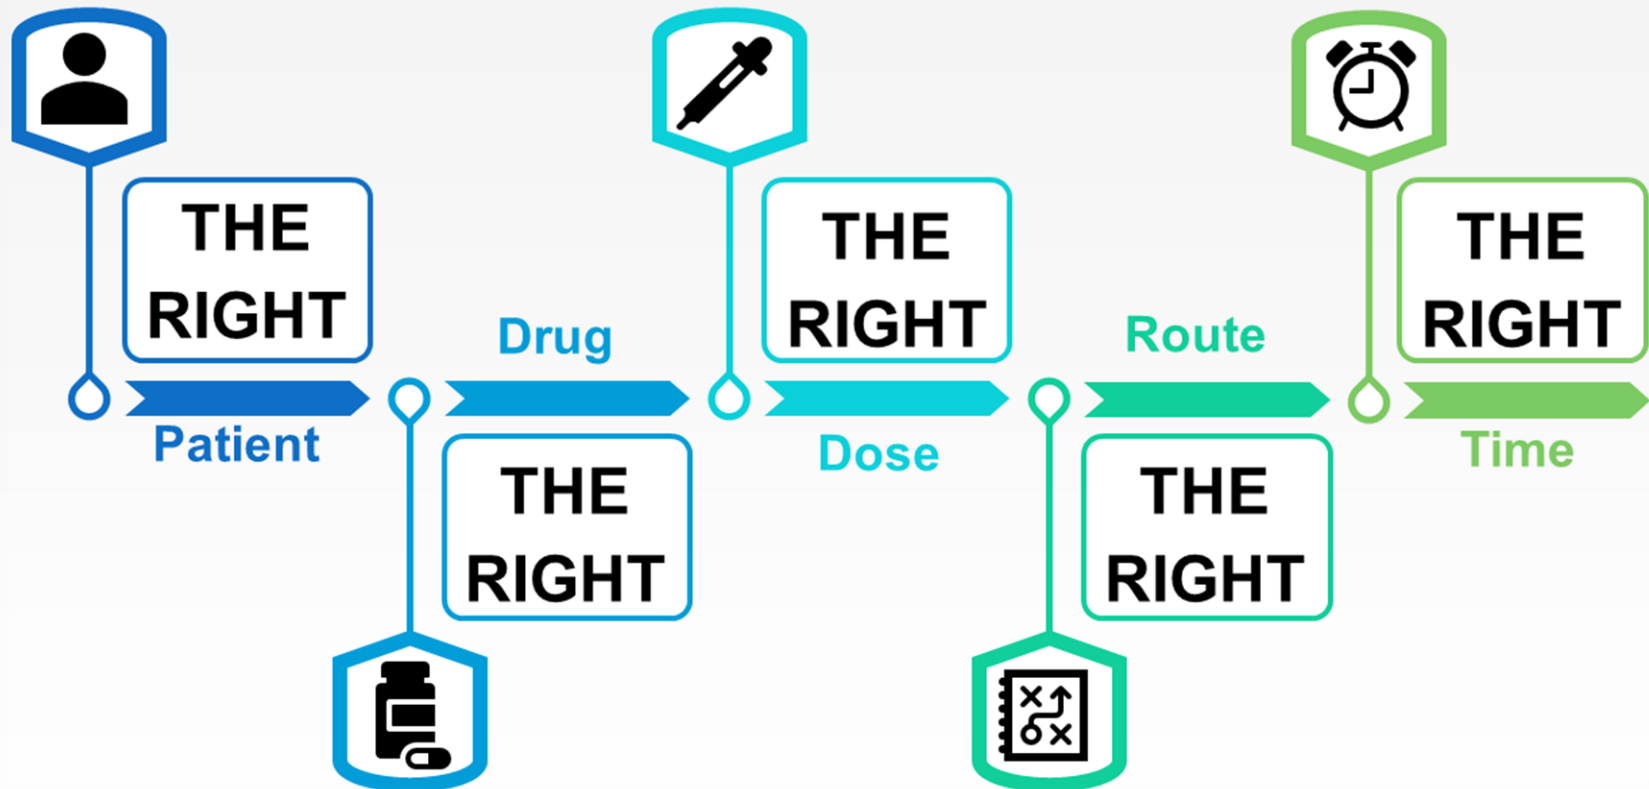 THE
RIGHT
Patient
Drug
THE
RIGHT
THE
RIGHT
Dose
Route
THE
RIGHT
THE
RIGHT
Time